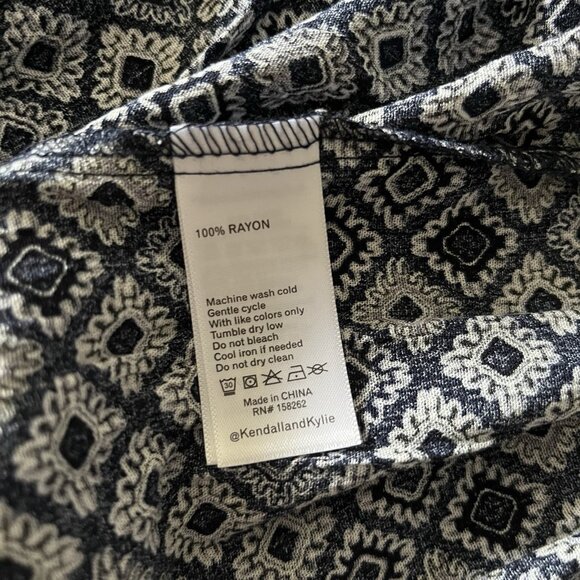 100% RAYON
Machine wash cold
Gentle cycle
With like colors only
Tumble dry low
Do not bleach
Cool iron if needed
Do not dry clean
30
Made in CHINA
RN# 158262
@KendallandKylie